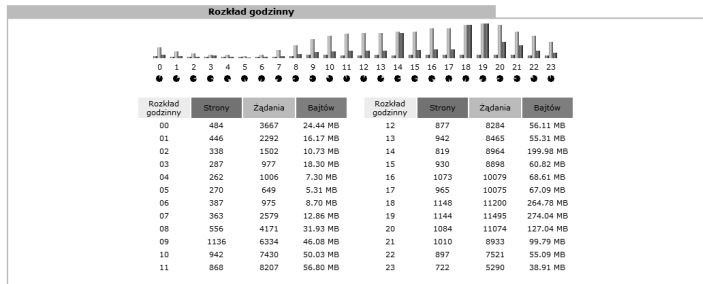 Rozkład godzinny
0 1 2 3 4 5 6 7 8 9 10 11 12 13 14 15 16 17 18 19 20 21 22 23
Rozkład godzinny Strony Żądania Bajtów Rozkład godzinny Strony Żądania Bajtów
00 484 3667 24.44 MB 12 877 8284 56.11 MB
01 446 2292 16.17 MB 13 942 8465 55.31 MB
02 338 1502 10.73 MB 14 819 8964 199.98 MB
03 287 977 18.30 MB 15 930 8898 60.82 MB
04 262 1006 7.30 MB 16 1073 10079 68.61 MB
05 270 649 5.31 MB 17 965 10075 67.09 MB
06 387 975 8.70 MB 18 1148 11200 264.78 MB
07 363 2579 12.86 MB 19 1144 11495 274.04 MB
08 556 4171 31.93 MB 20 1084 11074 127.04 MB
09 1136 6334 46.08 MB 21 1010 8933 99.79 MB
10 942 7430 50.03 MB 22 897 7521 55.09 MB
11 868 8207 56.80 MB 23 722 5290 38.91 MB